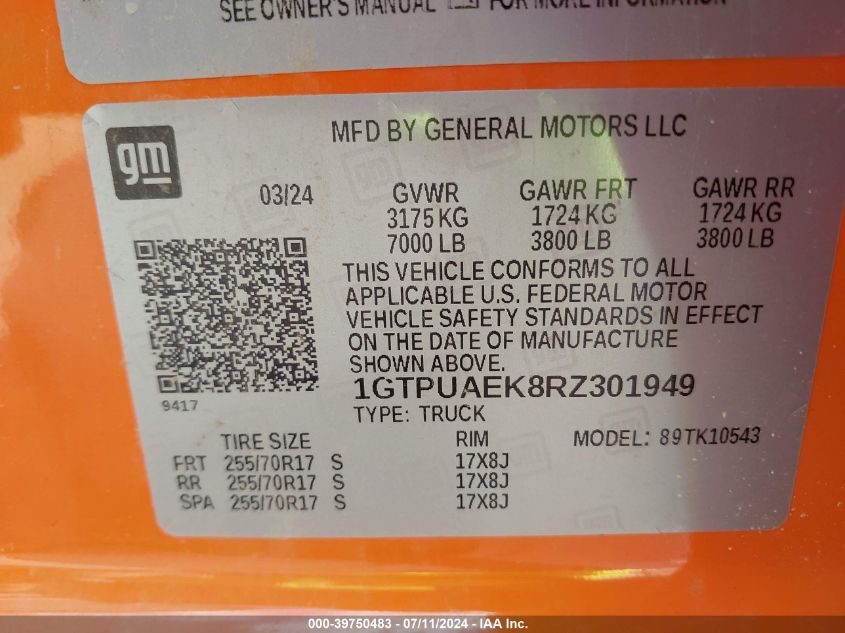 SEE OWNER'S MANUAL FOR MORE INFORMATION
gm
MFD BY GENERAL MOTORS LLC
03/24
GVWR GAWR FRT GAWR RR
3175 KG 1724 KG 1724 KG
7000 LB 3800 LB 3800 LB
THIS VEHICLE CONFORMS TO ALL
APPLICABLE U.S. FEDERAL MOTOR
VEHICLE SAFETY STANDARDS IN EFFECT
ON THE DATE OF MANUFACTURE
SHOWN ABOVE.
1GTPUAEK8RZ301949
9417
TYPE: TRUCK
TIRE SIZE RIM MODEL: 89TK10543
FRT 255/70R17 S 17X8J
RR 255/70R17 S 17X8J
SPA 255/70R17 S 17X8J
000-39750483 - 07/11/2024 - IAA Inc.